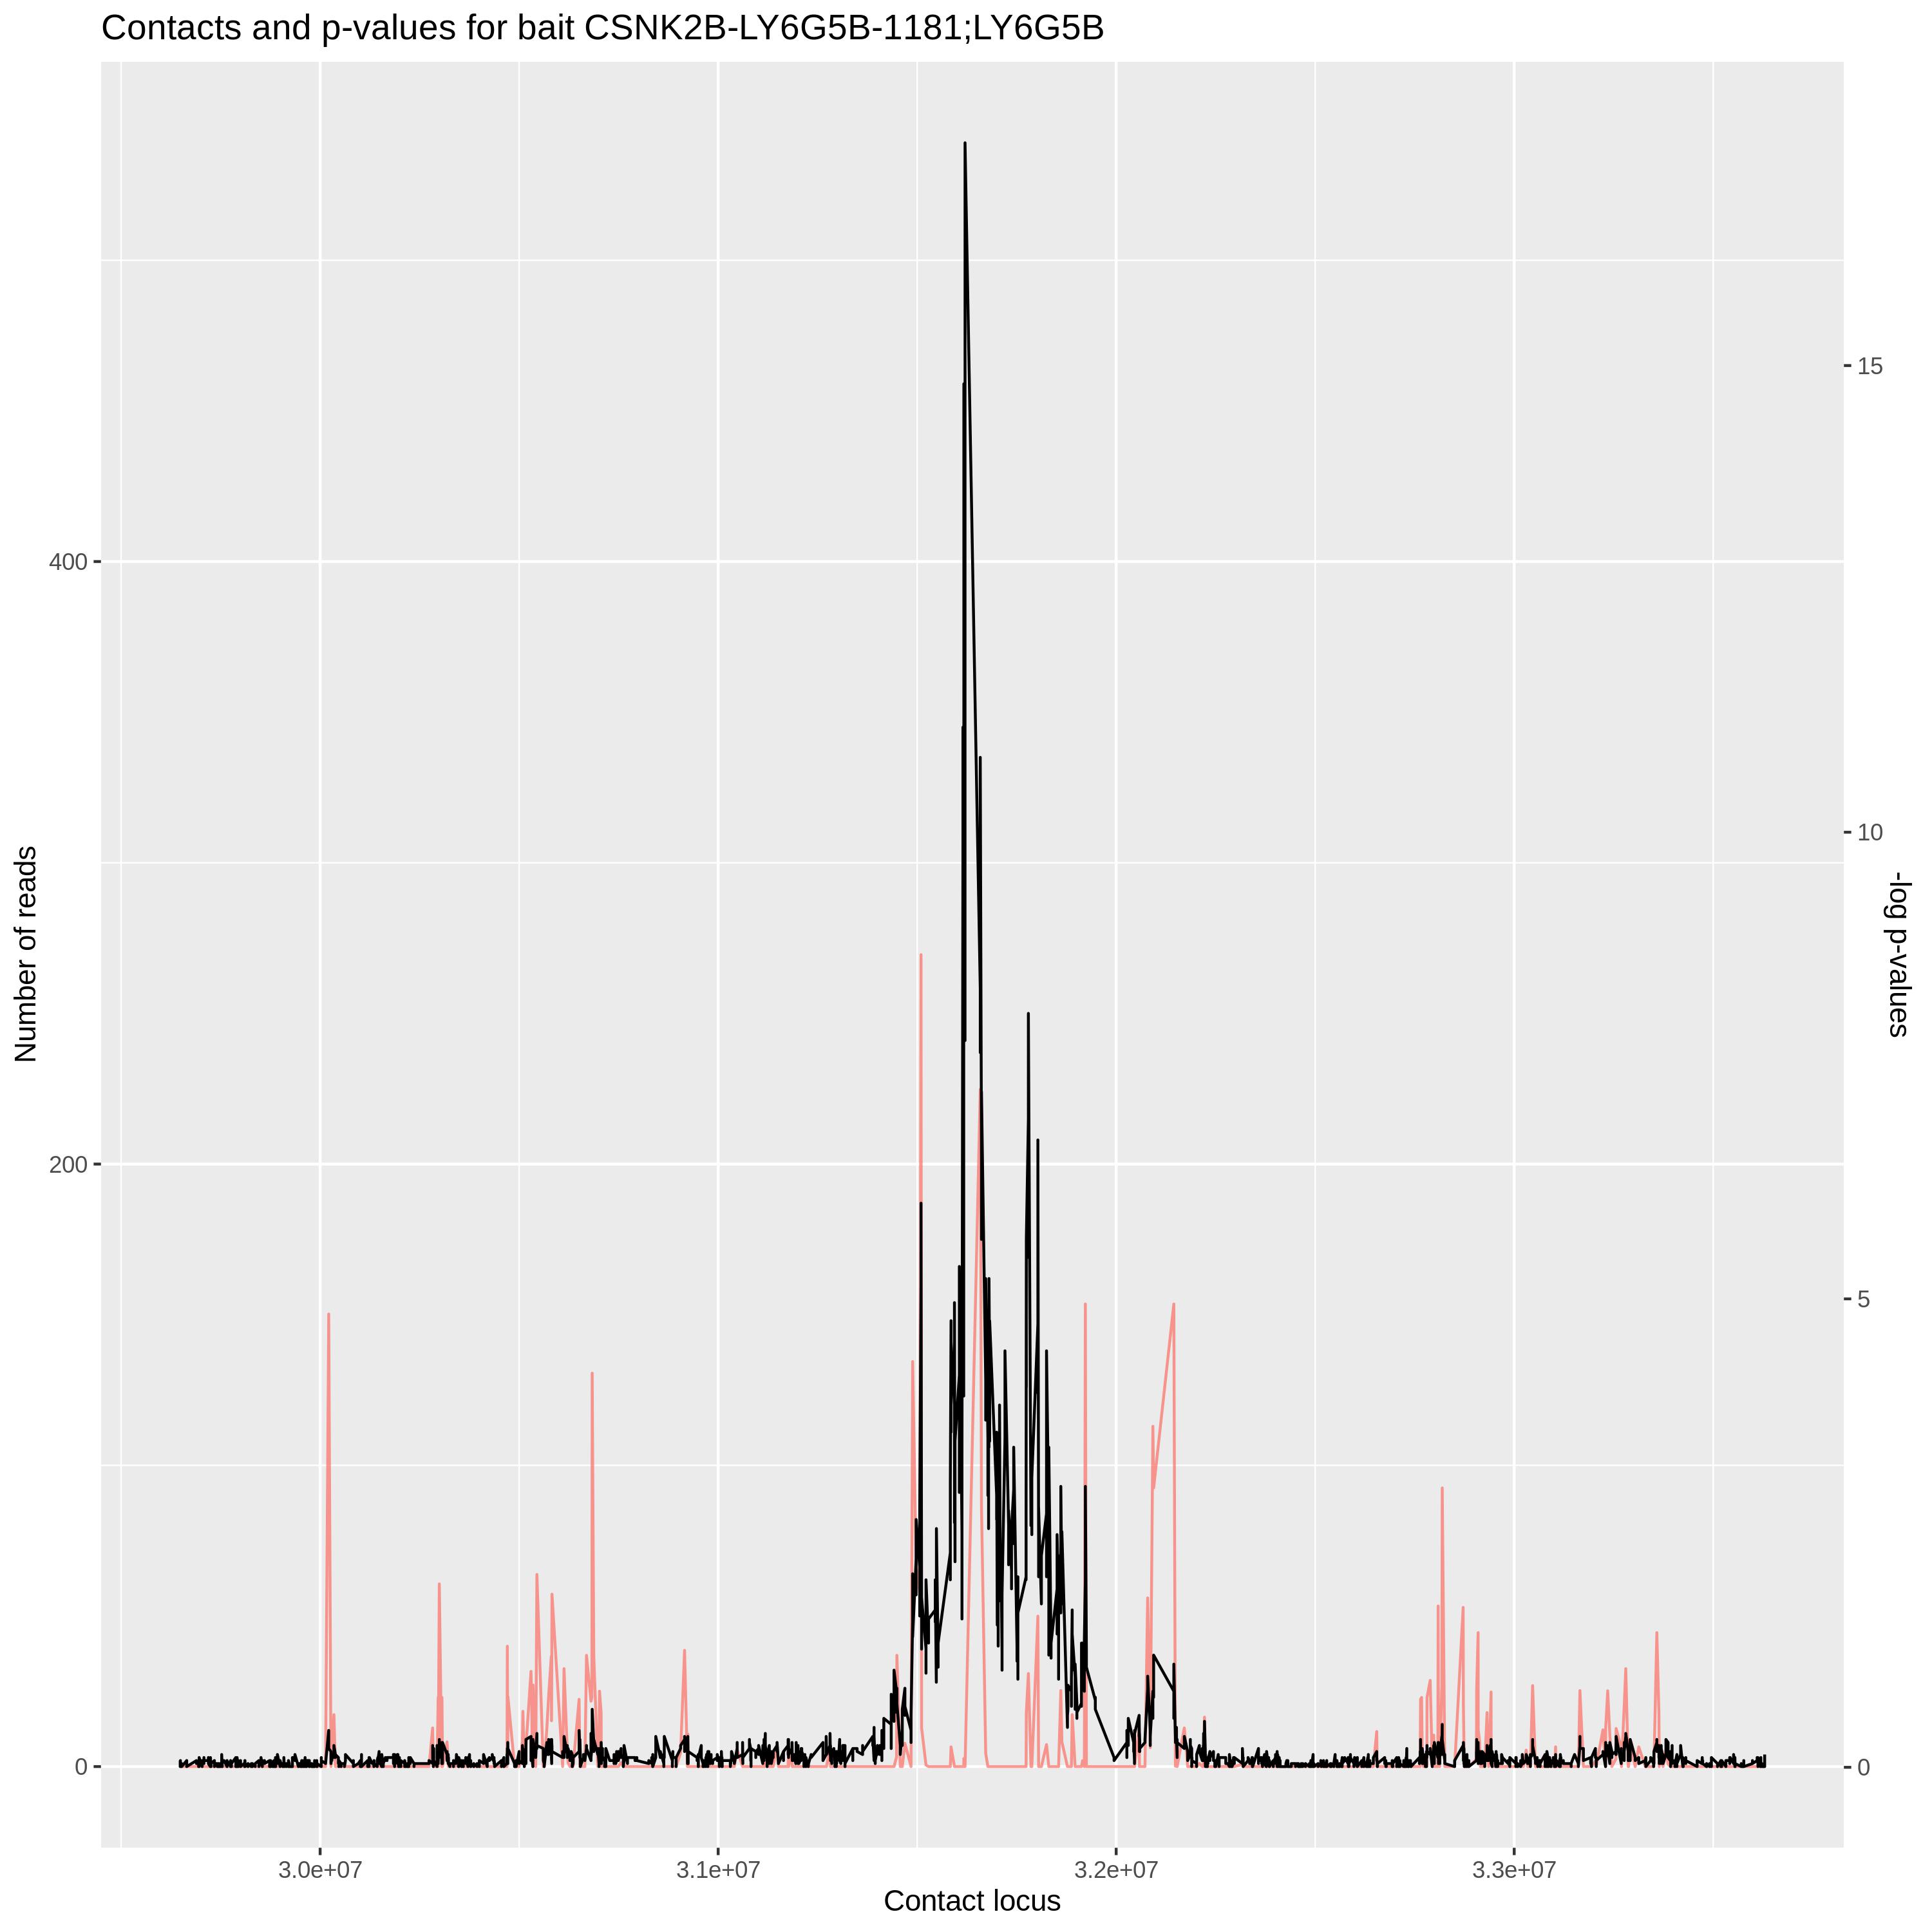 Contacts and p-values for bait CSNK2B-LY6G5B-1181;LY6G5B
Number of reads
400
200
0
15
10
5
0
-log p-values
3.0e+07
3.1e+07
3.2e+07
3.3e+07
Contact locus